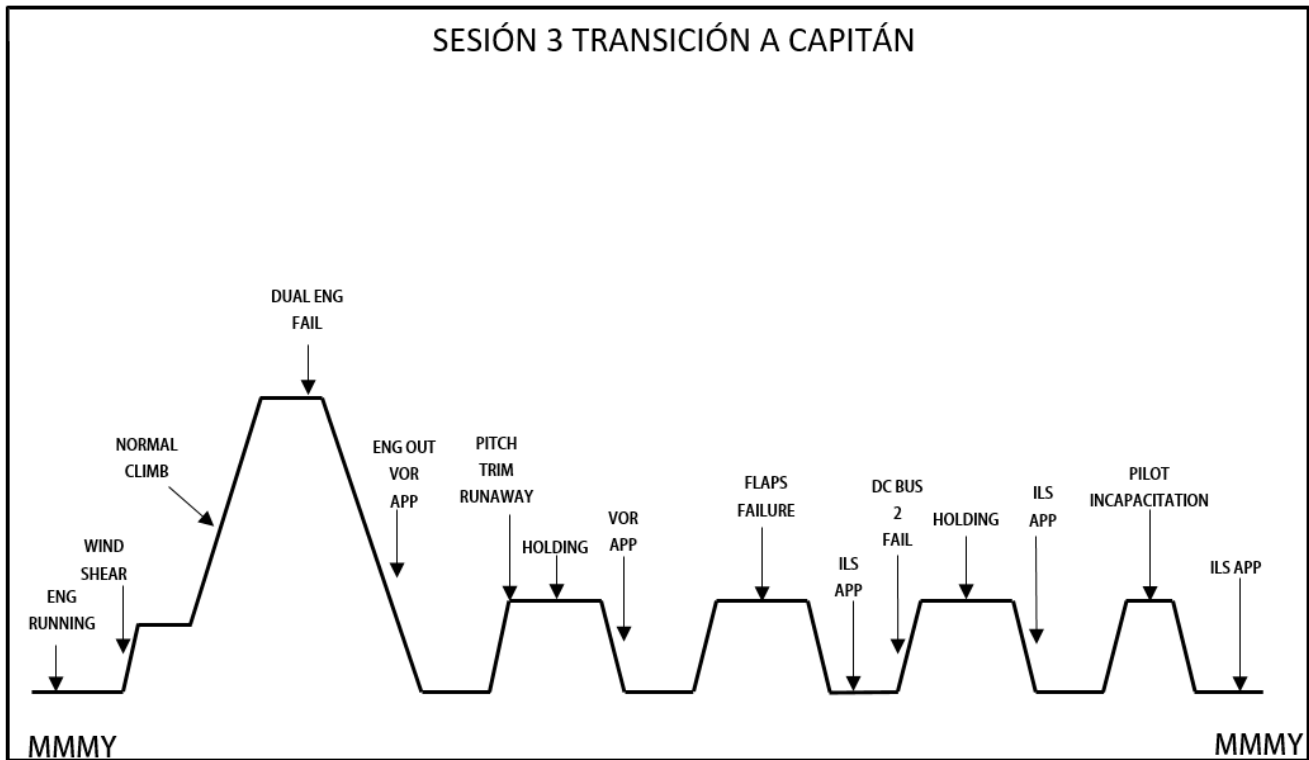 SESIÓN 3 TRANSICIÓN A CAPITÁN
ENG
RUNNING
WIND
SHEAR
NORMAL
CLIMB
DUAL ENG
FAIL
ENG OUT
VOR
APP
PITCH
TRIM
RUNAWAY
HOLDING
VOR
APP
FLAPS
FAILURE
ILS
APP
DC BUS
2
FAIL
HOLDING
ILS
APP
PILOT
INCAPACITATION
ILS APP
MMMY
MMMY